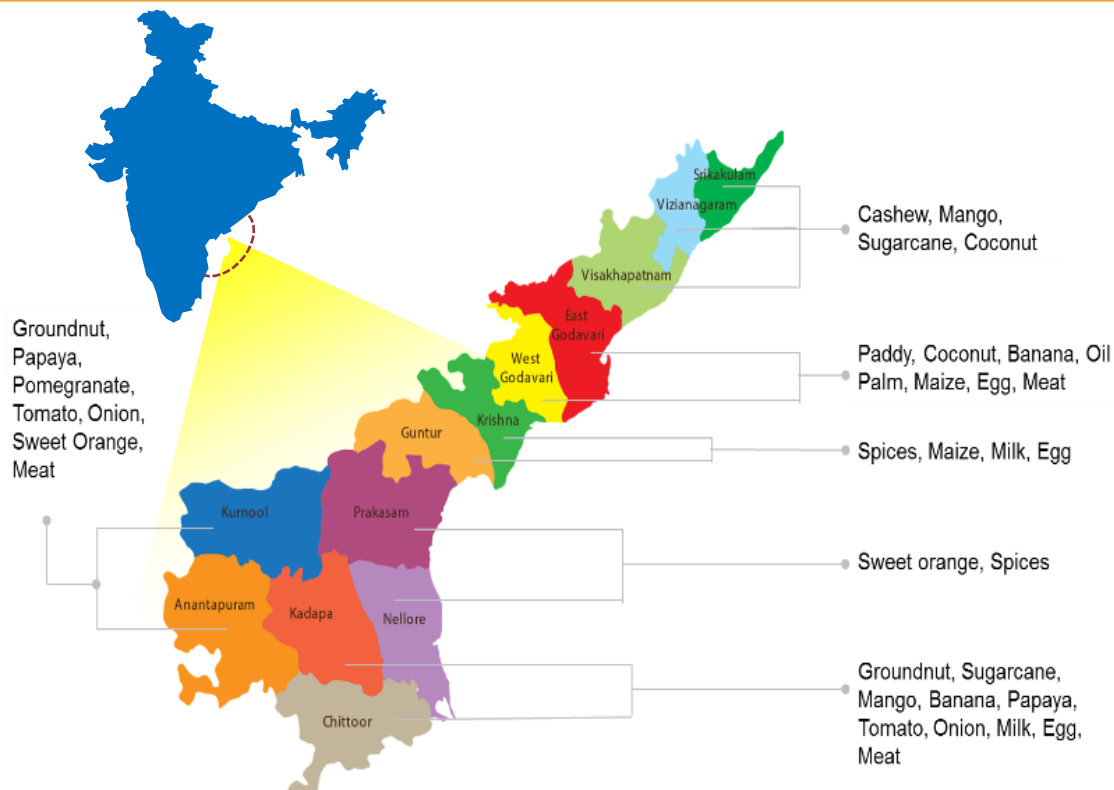 Srikakulam
Vizianagaram
Cashew, Mango,
Sugarcane, Coconut
Visakhapatnam
East
Godavari
Groundnut,
Papaya,
Pomegranate,
Tomato, Onion,
Sweet Orange,
Meat
West
Godavari
Paddy, Coconut, Banana, Oil
Palm, Maize, Egg, Meat
Krishna
Guntur
Spices, Maize, Milk, Egg
Kurnool
Prakasam
Sweet orange, Spices
Anantapuram
Kadapa
Nellore
Groundnut, Sugarcane,
Mango, Banana, Papaya,
Tomato, Onion, Milk, Egg,
Meat
Chittoor